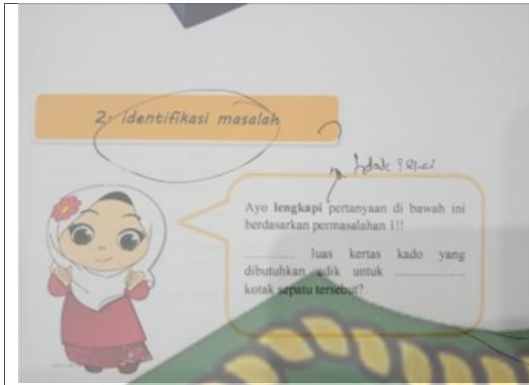 2. identifikasi masalah
tidak
Ayo lengkapi pertanyaan di bawah ini
berdasarkan permasalahan 1!!
.................. luas kertas kado yang
dibutuhkan adik untuk ..................
kotak sepatu tersebut?